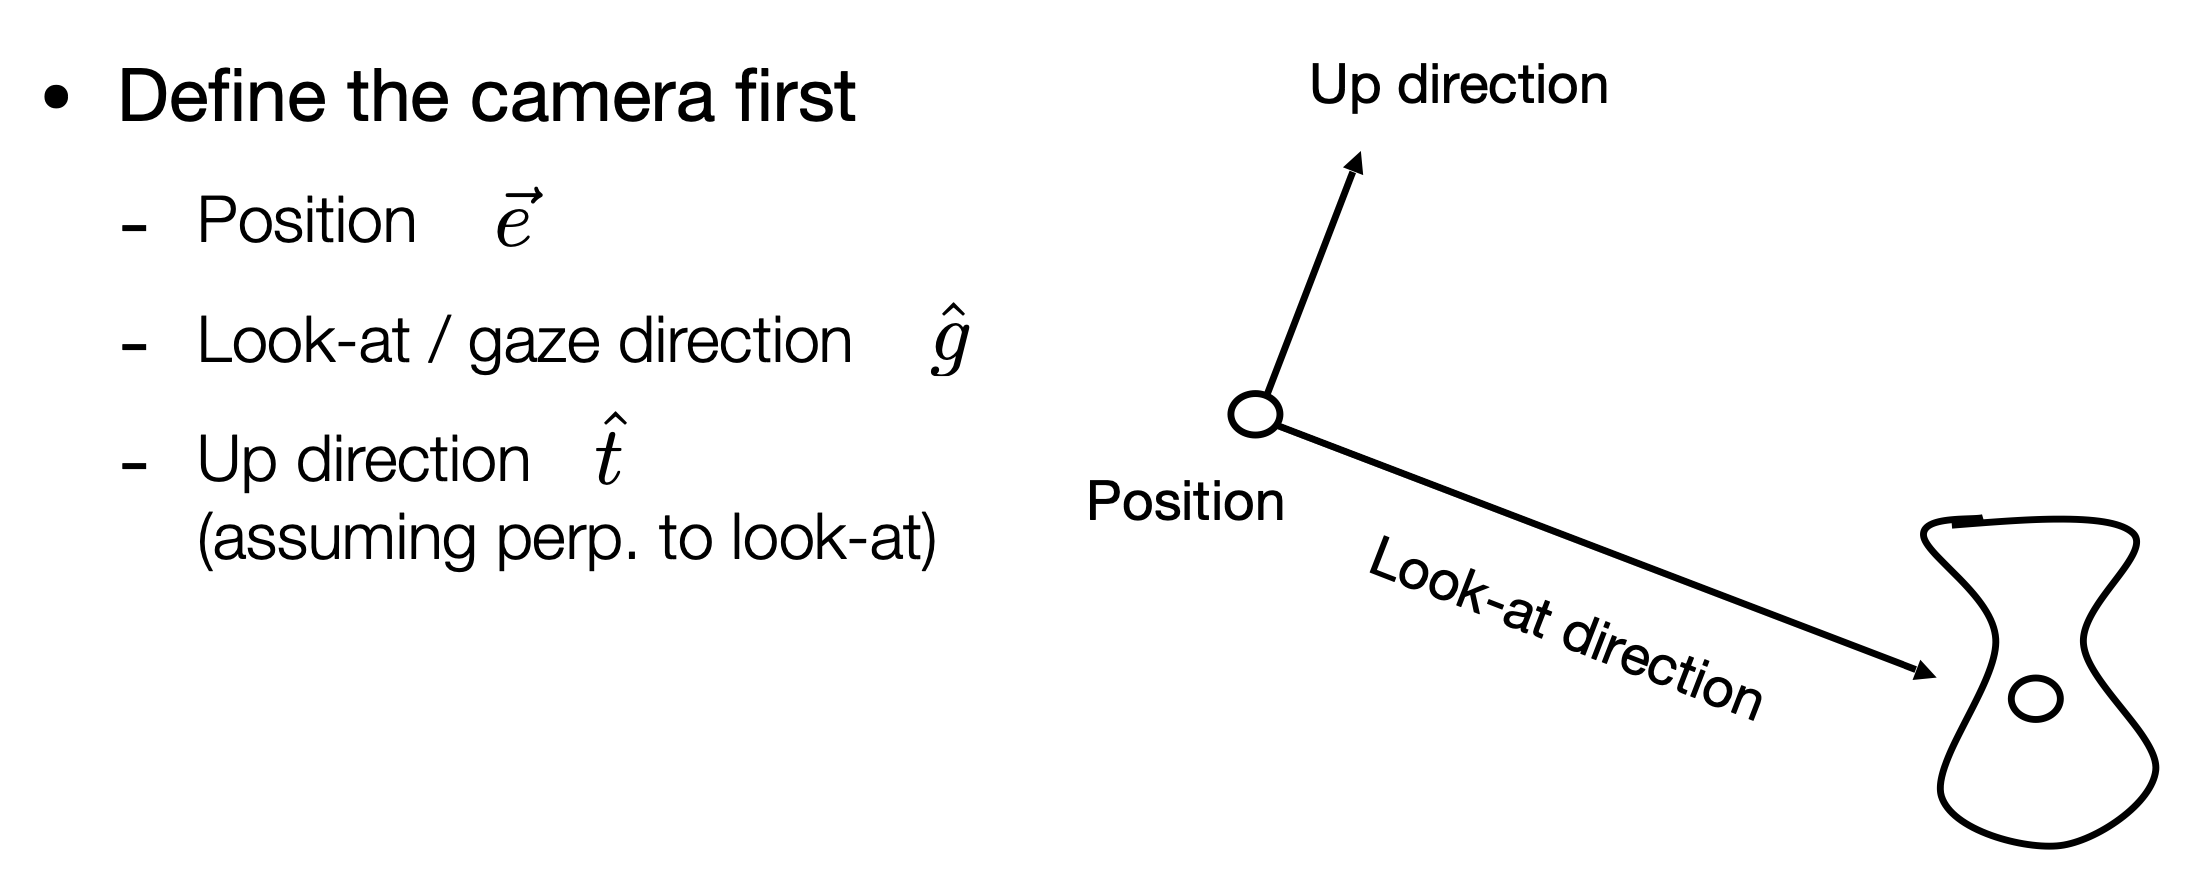 • Define the camera first
- Position $\vec{e}$
- Look-at / gaze direction $\hat{g}$
- Up direction $\hat{t}$
(assuming perp. to look-at)
Up direction
Position
Look-at direction